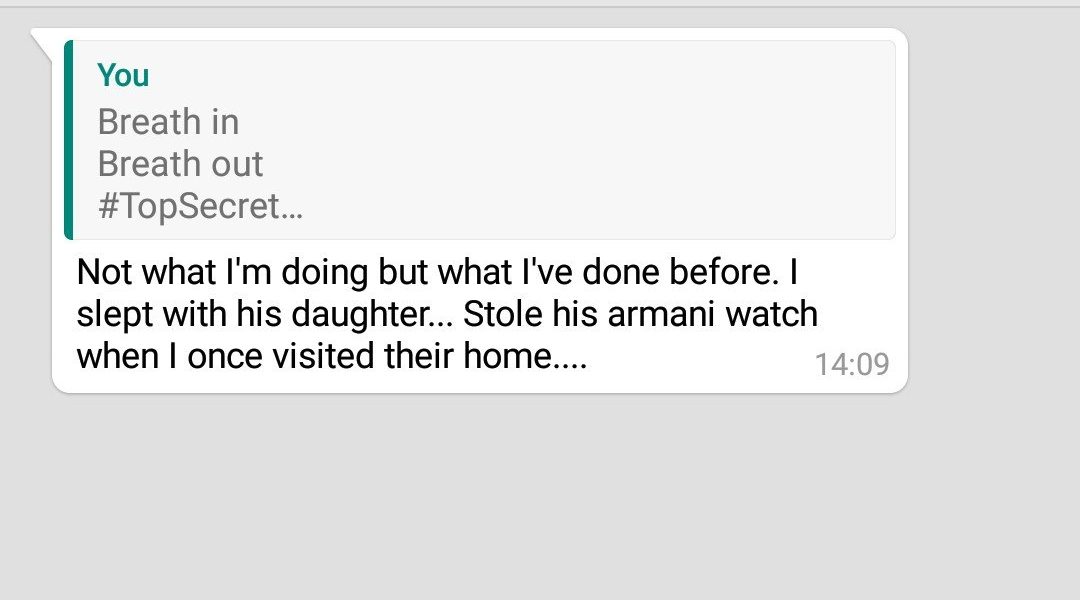 You
Breath in
Breath out
#TopSecret...
Not what I'm doing but what I've done before. I
slept with his daughter... Stole his armani watch
when I once visited their home....
14:09